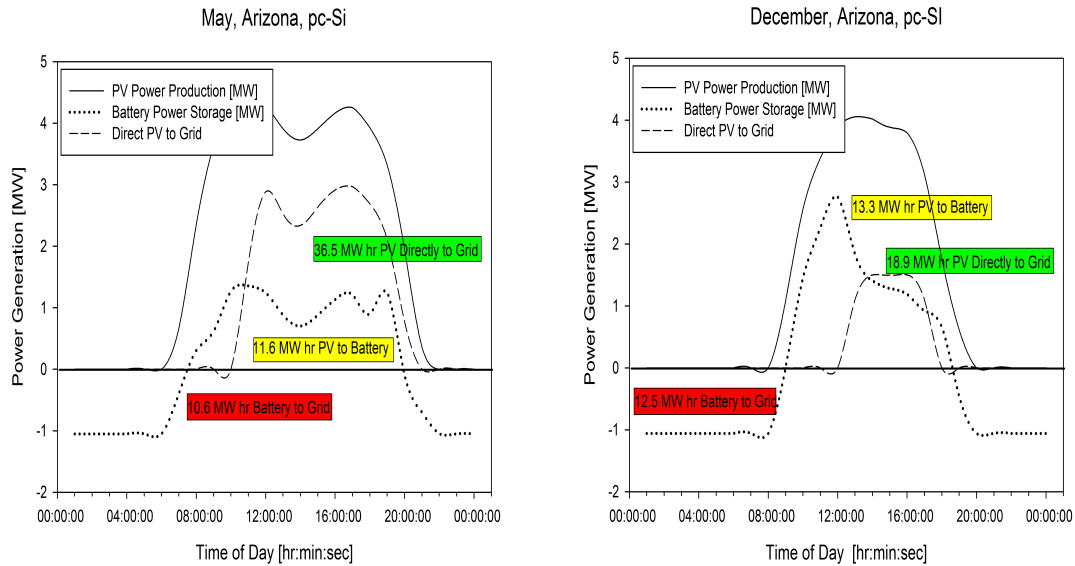 May, Arizona, pc-Si
5
PV Power Production [MW]
Battery Power Storage [MW]
Direct PV to Grid
4
3
2
1
0
-1
-2
Power Generation [MW]
36.5 MW hr PV Directly to Grid
11.6 MW hr PV to Battery
10.6 MW hr Battery to Grid
00:00:00 04:00:00 08:00:00 12:00:00 16:00:00 20:00:00 00:00:00
Time of Day [hr:min:sec]
December, Arizona, pc-SI
5
PV Power Production [MW]
Battery Power Storage [MW]
Direct PV to Grid
4
3
2
1
0
-1
-2
Power Generation [MW]
13.3 MW hr PV to Battery
18.9 MW hr PV Directly to Grid
12.5 MW hr Battery to Grid
00:00:00 04:00:00 08:00:00 12:00:00 16:00:00 20:00:00 00:00:00
Time of Day [hr:min:sec]